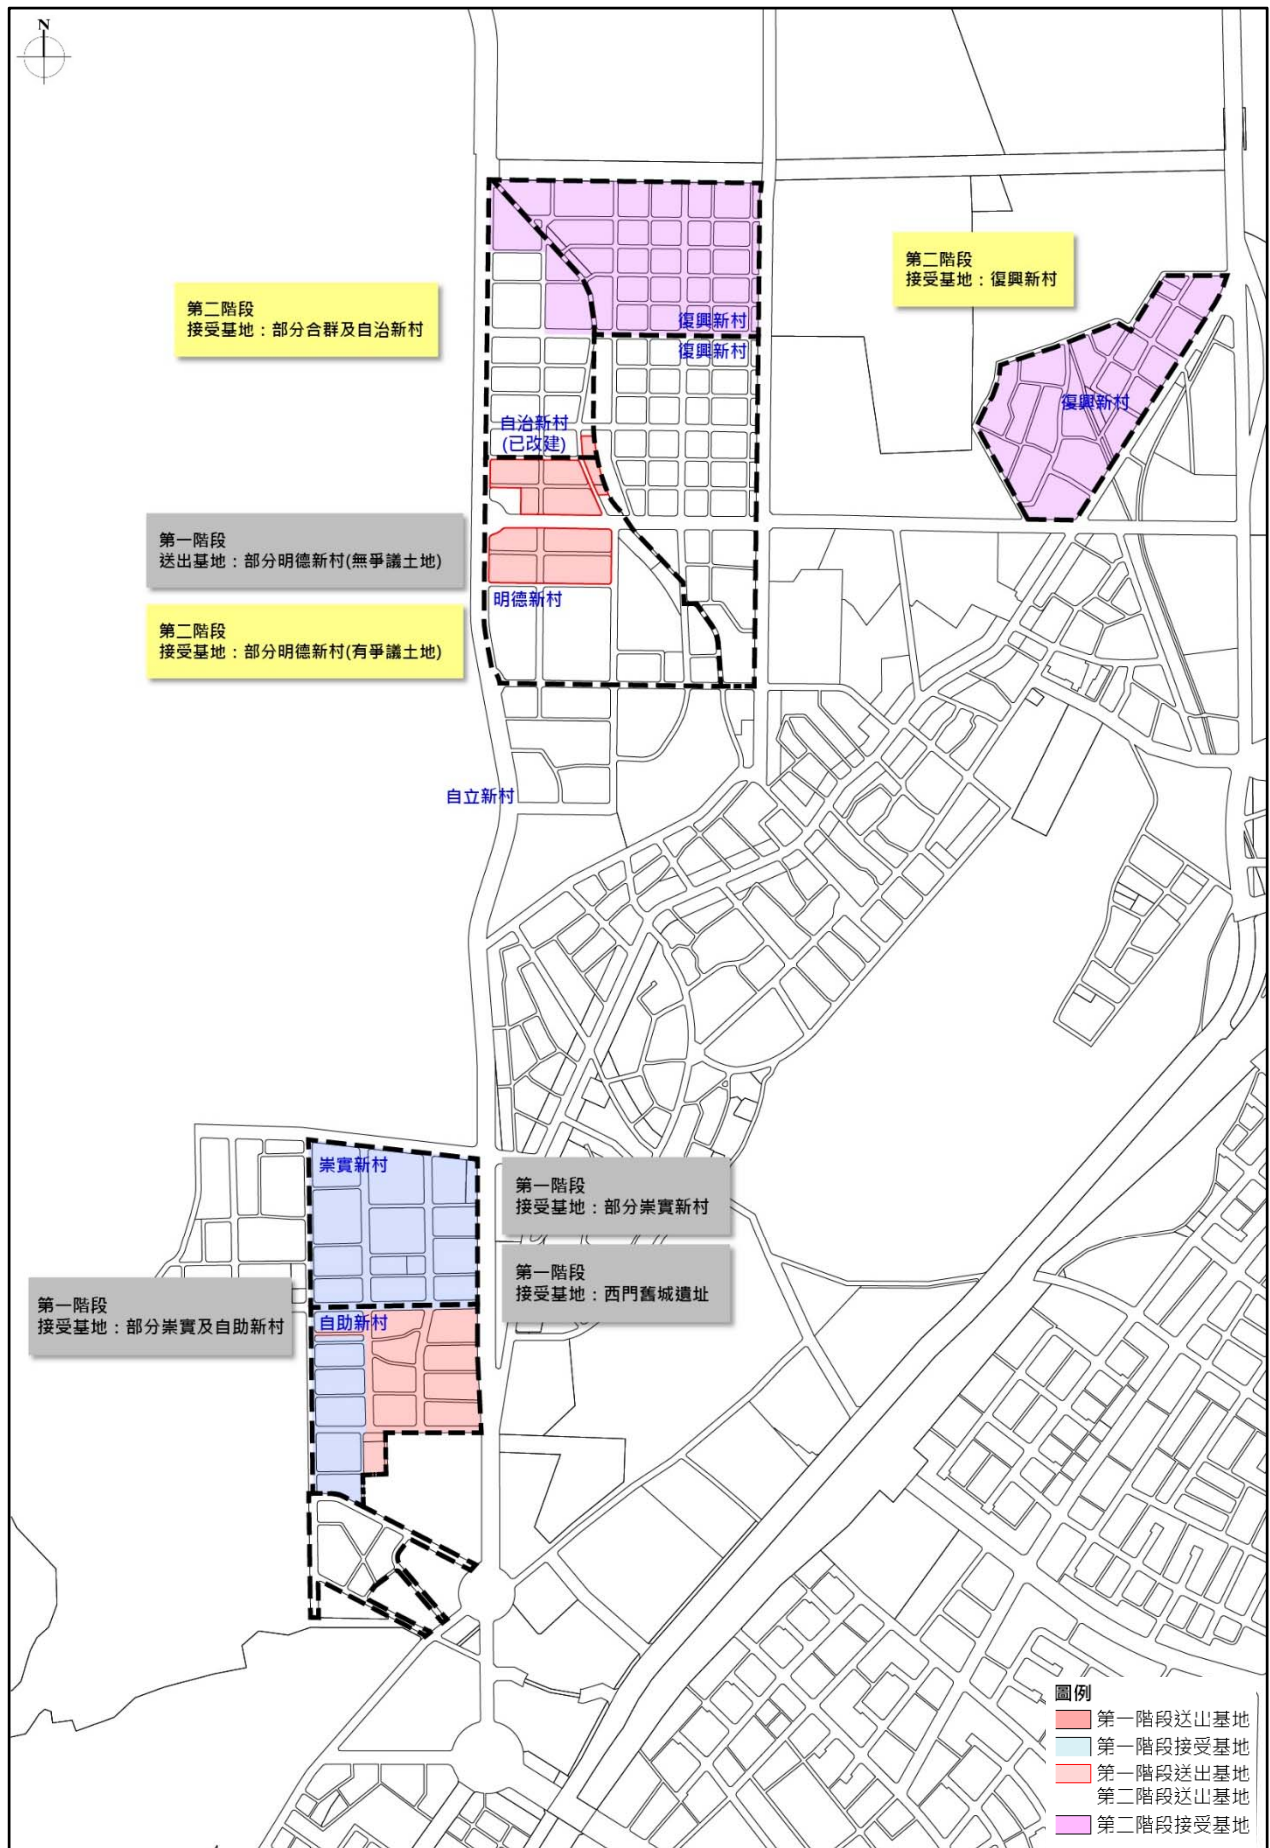 N
第二階段
接受基地：復興新村
第二階段
接受基地：部分合群及自治新村
復興新村
復興新村
復興新村
自治新村
(已改建)
第一階段
送出基地：部分明德新村(無爭議土地)
明德新村
第二階段
接受基地：部分明德新村(有爭議土地)
自立新村
崇實新村
第一階段
接受基地：部分崇實新村
第一階段
接受基地：西門舊城遺址
第一階段
接受基地：部分崇實及自助新村
自助新村
圖例
第一階段送出基地
第一階段接受基地
第一階段送出基地
第二階段送出基地
第二階段接受基地